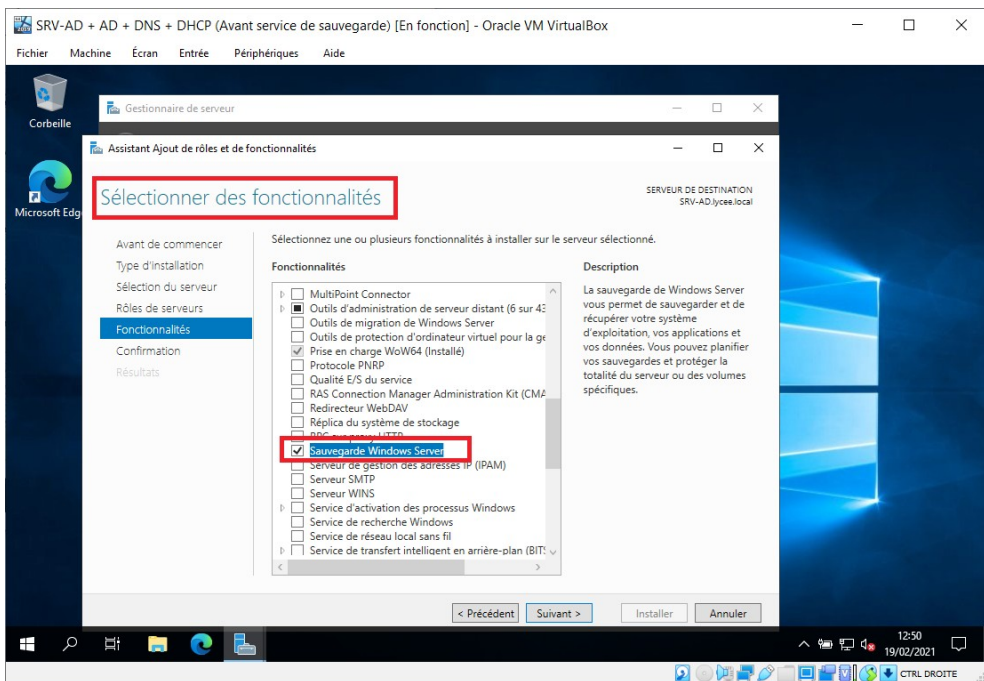 SRV-AD + AD + DNS + DHCP (Avant service de sauvegarde) [En fonction] - Oracle VM VirtualBox
Fichier Machine Écran Entrée Périphériques Aide
Corbeille
Gestionnaire de serveur
Assistant Ajout de rôles et de fonctionnalités
Microsoft Edg
Sélectionner des fonctionnalités
SERVEUR DE DESTINATION
SRV-AD.lycee.local
Avant de commencer
Type d'installation
Sélection du serveur
Rôles de serveurs
Fonctionnalités
Confirmation
Résultats
Sélectionnez une ou plusieurs fonctionnalités à installer sur le serveur sélectionné.
Fonctionnalités
MultiPoint Connector
Outils d'administration de serveur distant (6 sur 43
Outils de migration de Windows Server
Outils de protection d'ordinateur virtuel pour la ge
Prise en charge WoW64 (Installé)
Protocole PNRP
Qualité E/S du service
RAS Connection Manager Administration Kit (CMA
Redirecteur WebDAV
Réplica du système de stockage
RPC sur proxy HTTP
Sauvegarde Windows Server
Serveur de gestion des adresses IP (IPAM)
Serveur SMTP
Serveur WINS
Service d'activation des processus Windows
Service de recherche Windows
Service de réseau local sans fil
Service de transfert intelligent en arrière-plan (BITS
Description
La sauvegarde de Windows Server
vous permet de sauvegarder et de
récupérer votre système
d'exploitation, vos applications et
vos données. Vous pouvez planifier
vos sauvegardes et protéger la
totalité du serveur ou des volumes
spécifiques.
< Précédent
Suivant >
Installer
Annuler
12:50
19/02/2021
CTRL DROITE